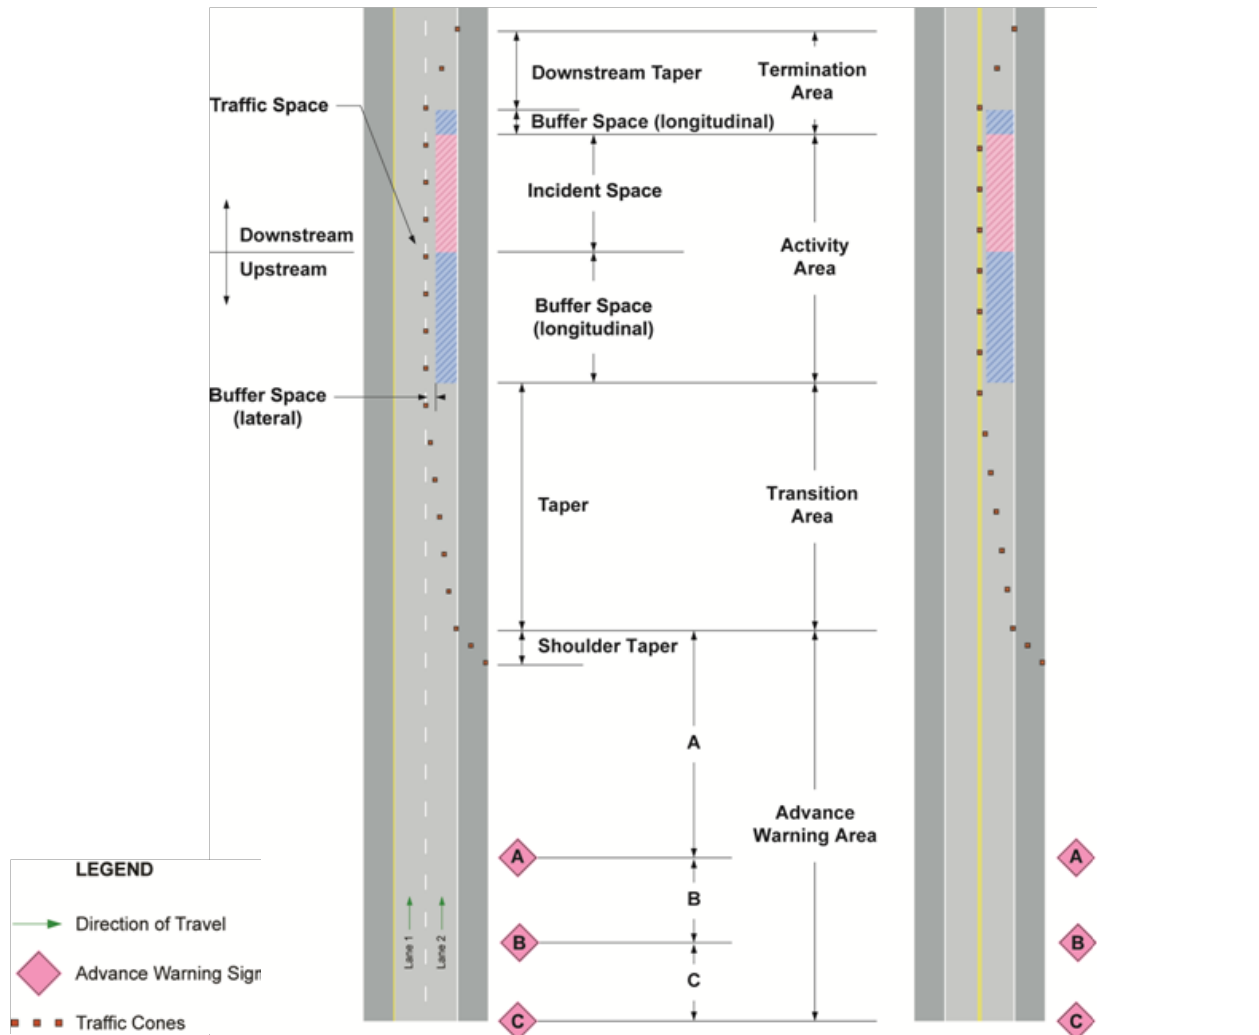 Downstream Taper
Termination
Area
Traffic Space
Buffer Space (longitudinal)
Incident Space
Downstream
Upstream
Activity
Area
Buffer Space
(longitudinal)
Buffer Space
(lateral)
Taper
Transition
Area
Shoulder Taper
A
Advance
Warning Area
A
A
B
B
B
C
C
C
Lane 1
Lane 2
LEGEND
Direction of Travel
Advance Warning Sign
Traffic Cones